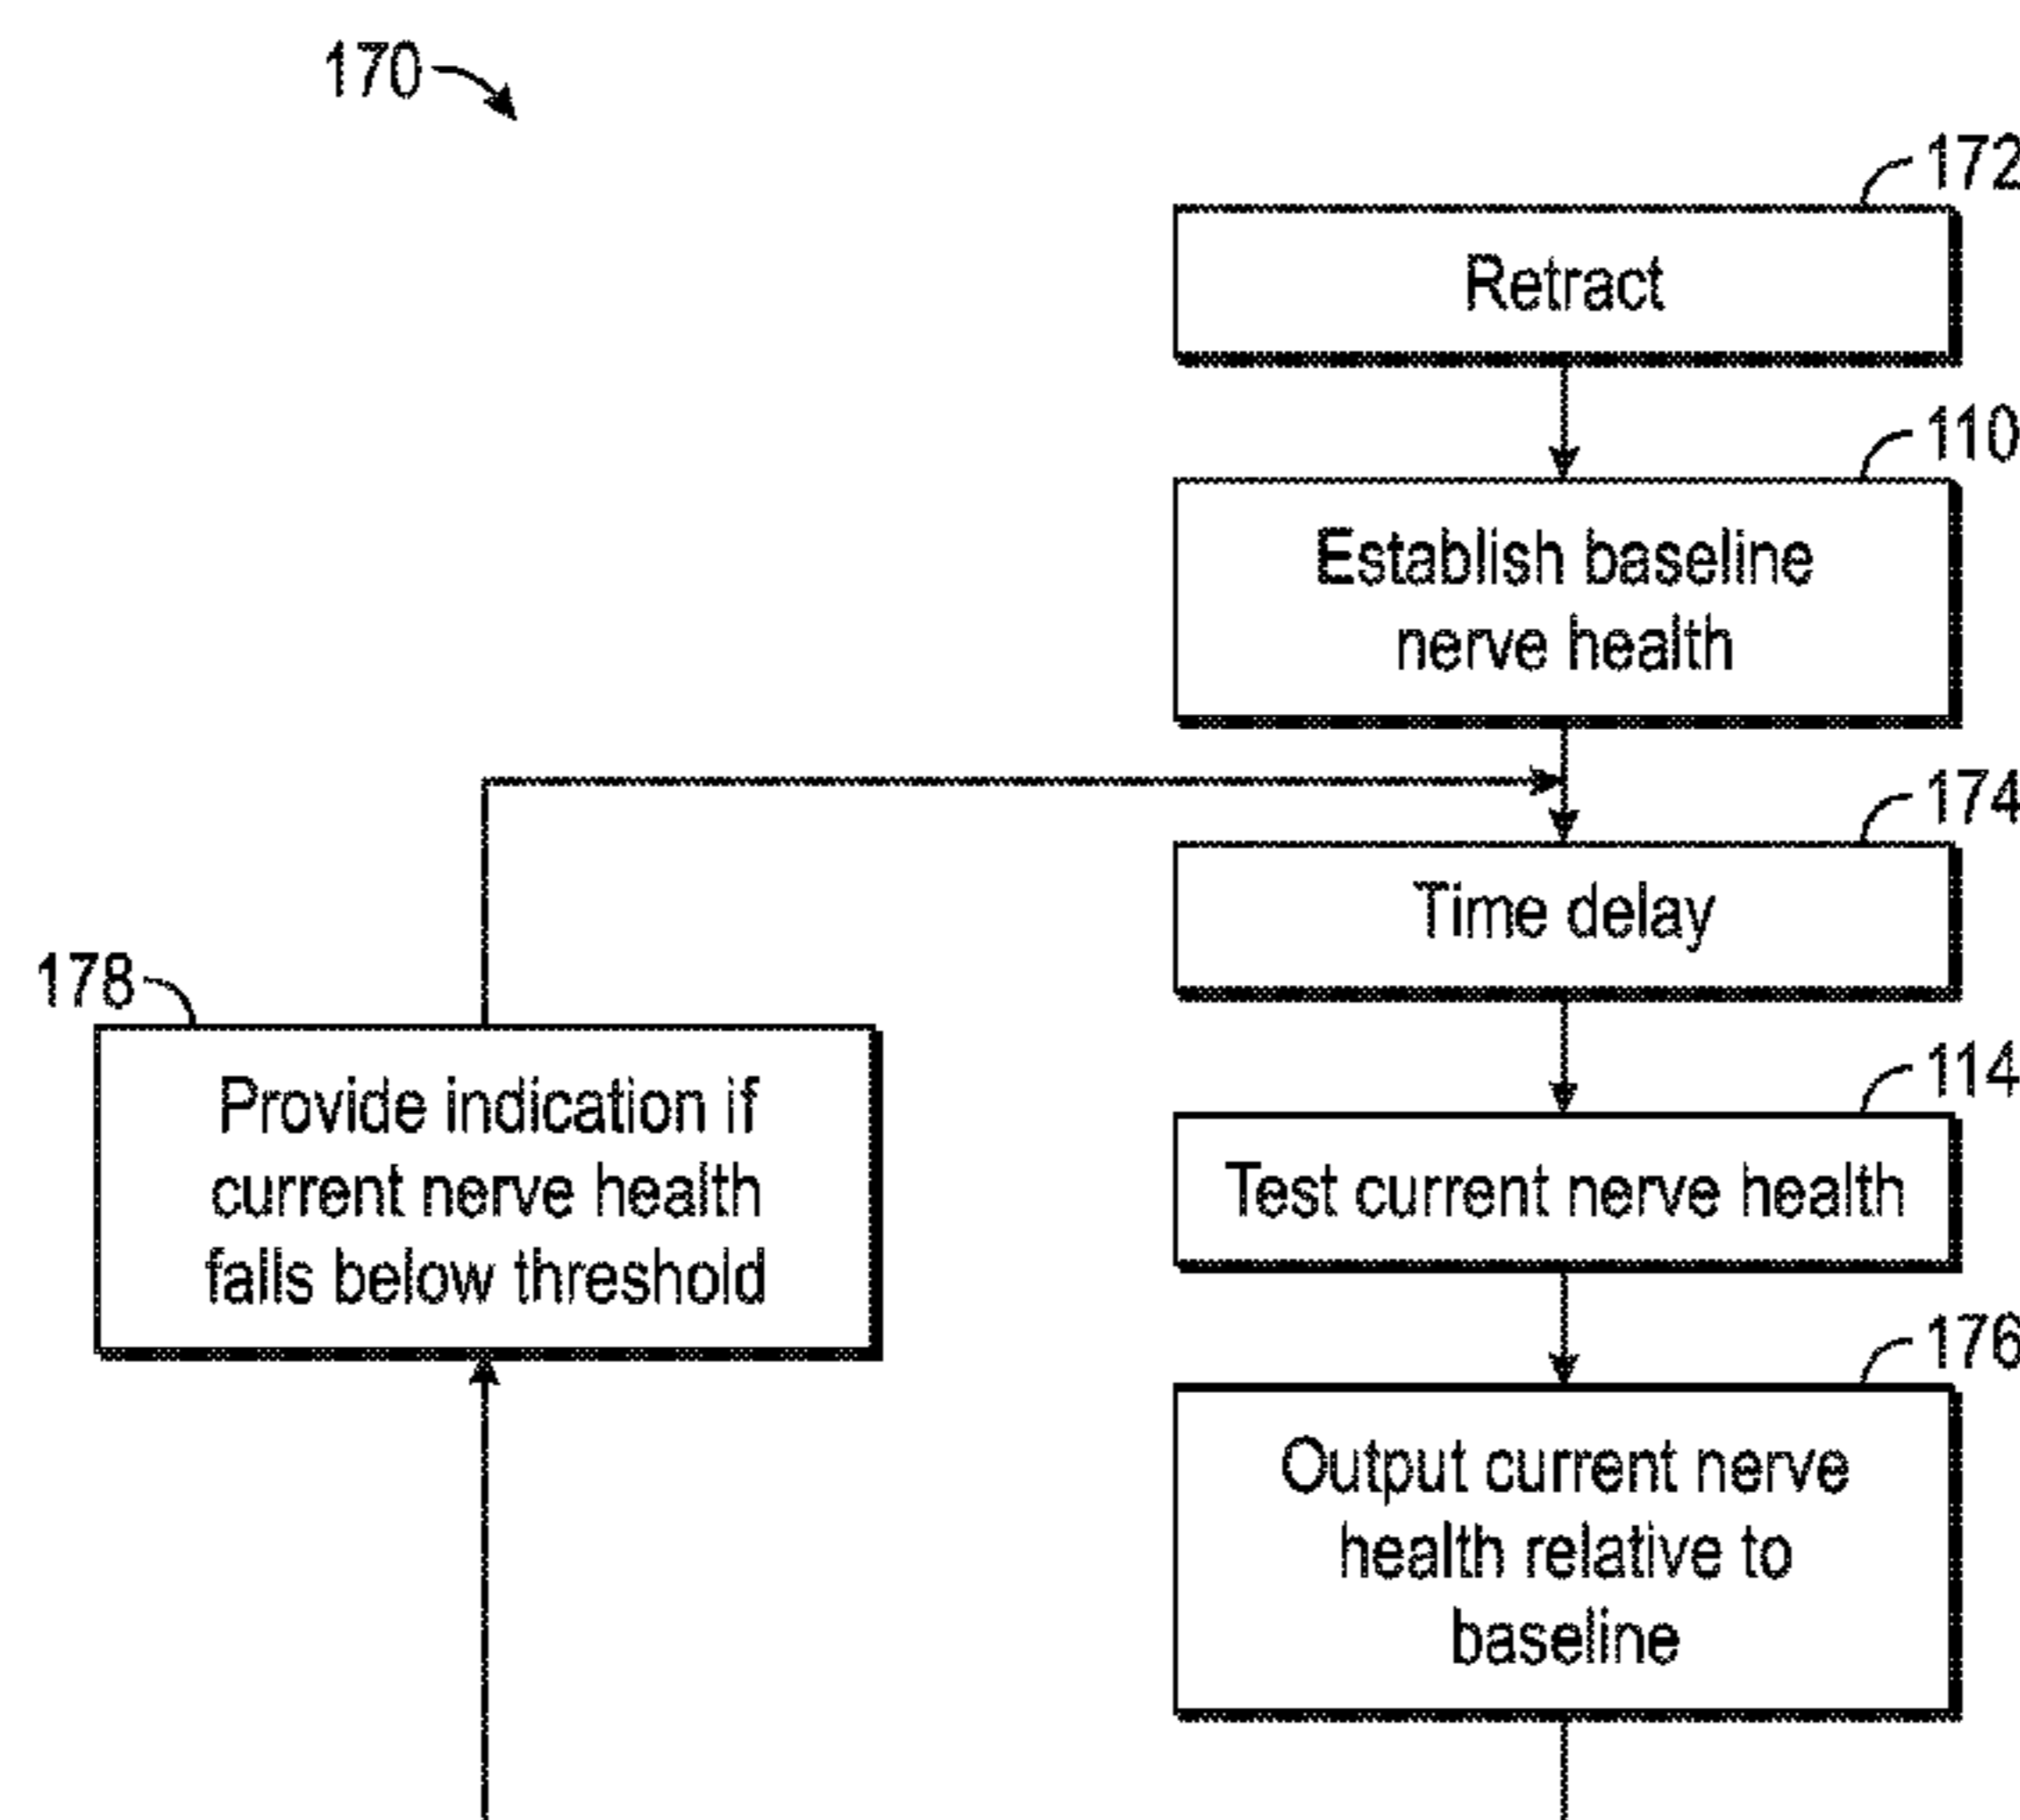 170
172
Retract
110
Establish baseline
nerve health
174
Time delay
178
Provide indication if
current nerve health
falls below threshold
114
Test current nerve health
176
Output current nerve
health relative to
baseline